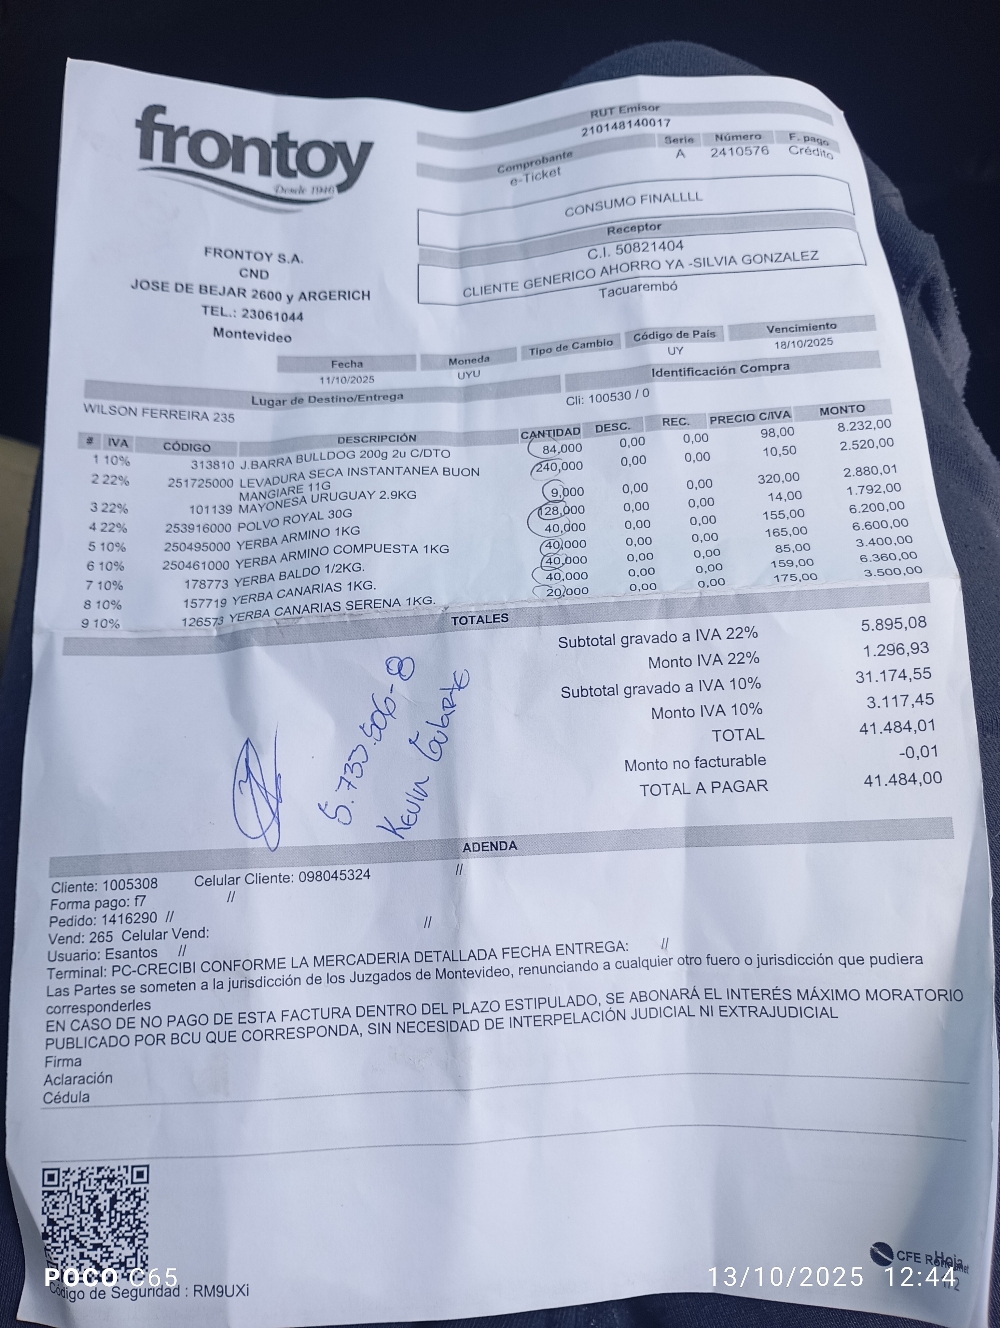 frontoy
Desde 1946
FRONTOY S.A.
CND
JOSE DE BEJAR 2600 y ARGERICH
TEL.: 23061044
Montevideo
RUT Emisor
210148140017
Comprobante Serie Número F. pago
e-Ticket A 2410576 Crédito
CONSUMO FINALLLL
Receptor
C.I. 50821404
CLIENTE GENERICO AHORRO YA -SILVIA GONZALEZ
Tacuarembó
Fecha Moneda Tipo de Cambio Código de País Vencimiento
11/10/2025 UYU UY 18/10/2025
Lugar de Destino/Entrega Identificación Compra
WILSON FERREIRA 235 Cli: 100530 / 0
# IVA CÓDIGO DESCRIPCIÓN CANTIDAD DESC. REC. PRECIO C/IVA MONTO
1 10% 313810 J.BARRA BULLDOG 200g 2u C/DTO 84,000 0,00 0,00 98,00 8.232,00
2 22% 251725000 LEVADURA SECA INSTANTANEA BUON 240,000 0,00 0,00 10,50 2.520,00
MANGIARE 11G
3 22% 101139 MAYONESA URUGUAY 2.9KG 9,000 0,00 0,00 320,00 2.880,01
4 22% 253916000 POLVO ROYAL 30G 128,000 0,00 0,00 14,00 1.792,00
5 10% 250495000 YERBA ARMINO 1KG 40,000 0,00 0,00 155,00 6.200,00
6 10% 250461000 YERBA ARMINO COMPUESTA 1KG 40,000 0,00 0,00 165,00 6.600,00
7 10% 178773 YERBA BALDO 1/2KG. 40,000 0,00 0,00 85,00 3.400,00
8 10% 157719 YERBA CANARIAS 1KG. 40,000 0,00 0,00 159,00 6.360,00
9 10% 126573 YERBA CANARIAS SERENA 1KG. 20,000 0,00 0,00 175,00 3.500,00
TOTALES
Subtotal gravado a IVA 22% 5.895,08
Monto IVA 22% 1.296,93
Subtotal gravado a IVA 10% 31.174,55
Monto IVA 10% 3.117,45
TOTAL 41.484,01
Monto no facturable -0,01
TOTAL A PAGAR 41.484,00
5.733.506-8
Kevin
ADENDA
Cliente: 1005308 Celular Cliente: 098045324 //
Forma pago: f7 //
Pedido: 1416290 //
Vend: 265 Celular Vend: //
Usuario: Esantos //
Terminal: PC-CRECIBI CONFORME LA MERCADERIA DETALLADA FECHA ENTREGA: //
Las Partes se someten a la jurisdicción de los Juzgados de Montevideo, renunciando a cualquier otro fuero o jurisdicción que pudiera
corresponderles
EN CASO DE NO PAGO DE ESTA FACTURA DENTRO DEL PLAZO ESTIPULADO, SE ABONARÁ EL INTERÉS MÁXIMO MORATORIO
PUBLICADO POR BCU QUE CORRESPONDA, SIN NECESIDAD DE INTERPELACIÓN JUDICIAL NI EXTRAJUDICIAL
Firma
Aclaración
Cédula
CFE
Hoja
POCO C65
13/10/2025 12:44
Código de Seguridad : RM9UXi